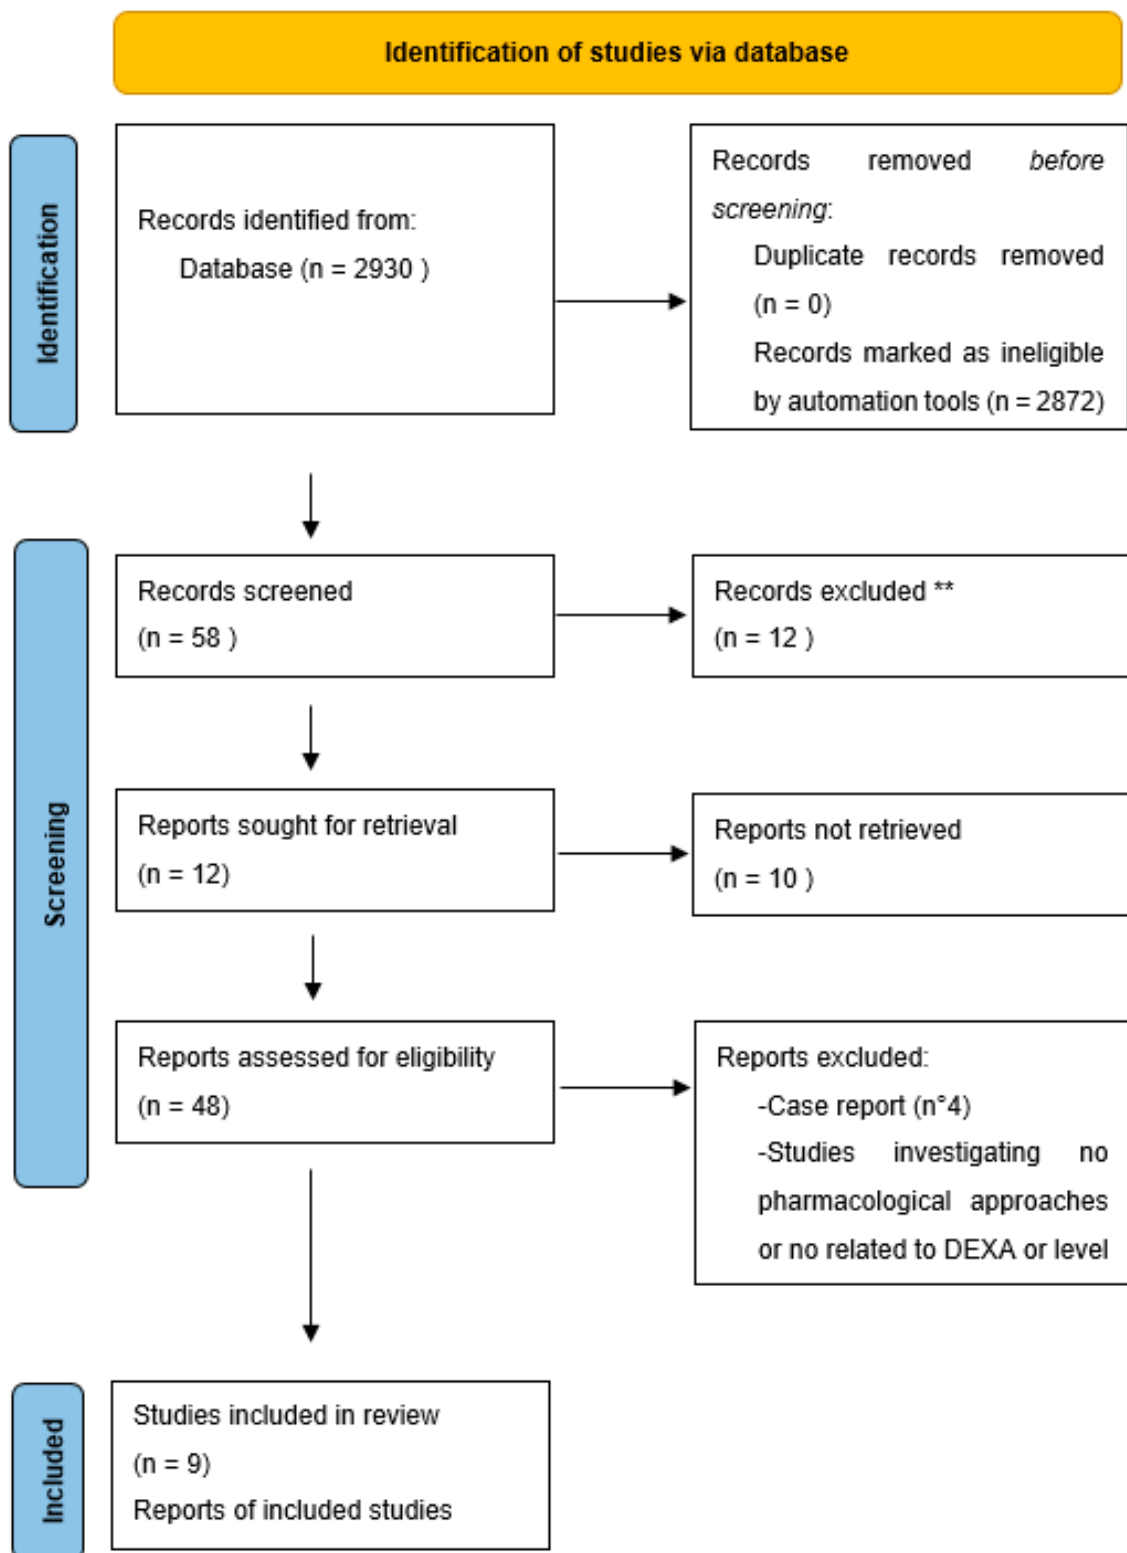 Identification of studies via database
Identification
Records identified from:
Database (n = 2930 )
Records removed before
screening:
Duplicate records removed
(n = 0)
Records marked as ineligible
by automation tools (n = 2872)
Screening
Records screened
(n = 58 )
Records excluded **
(n = 12 )
Reports sought for retrieval
(n = 12)
Reports not retrieved
(n = 10 )
Reports assessed for eligibility
(n = 48)
Reports excluded:
-Case report (n°4)
-Studies investigating no
pharmacological approaches
or no related to DEXA or level
Included
Studies included in review
(n = 9)
Reports of included studies